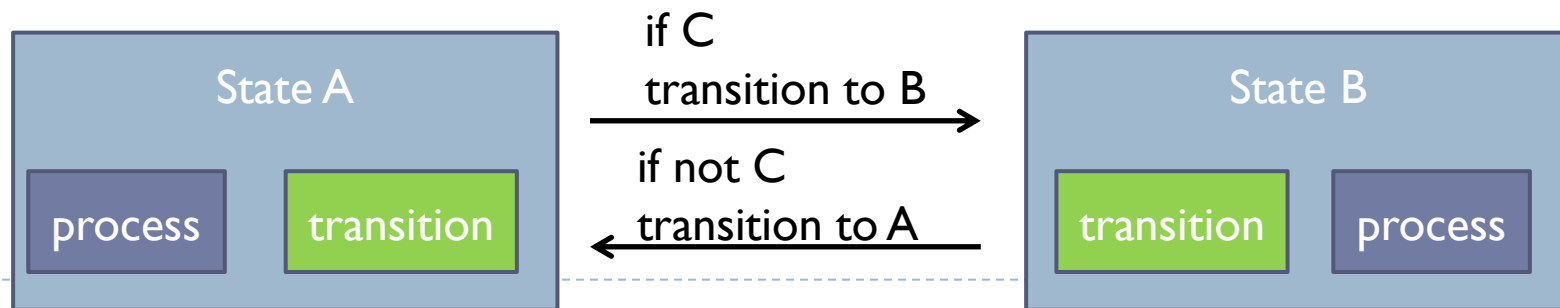 State A
process
transition
if C
transition to B
if not C
transition to A
State B
transition
process